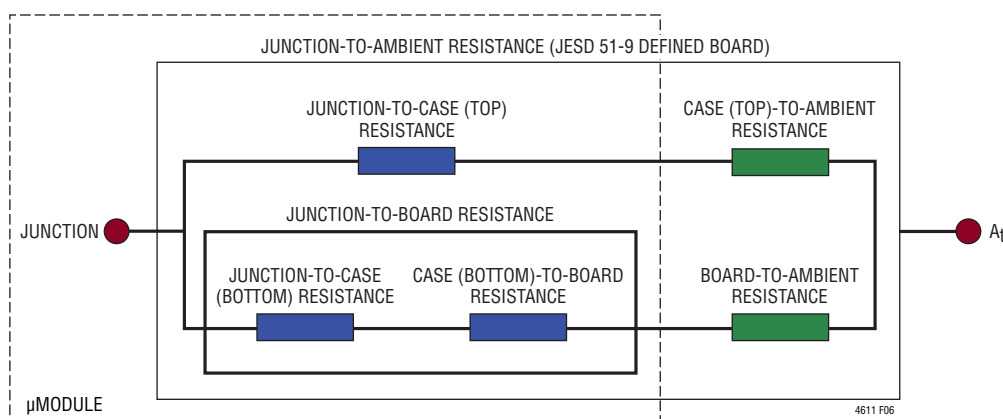 JUNCTION-TO-AMBIENT RESISTANCE (JESD 51-9 DEFINED BOARD)
JUNCTION-TO-CASE (TOP)
RESISTANCE
CASE (TOP)-TO-AMBIENT
RESISTANCE
JUNCTION
JUNCTION-TO-BOARD RESISTANCE
At
JUNCTION-TO-CASE
(BOTTOM) RESISTANCE
CASE (BOTTOM)-TO-BOARD
RESISTANCE
BOARD-TO-AMBIENT
RESISTANCE
µMODULE
4611 F06